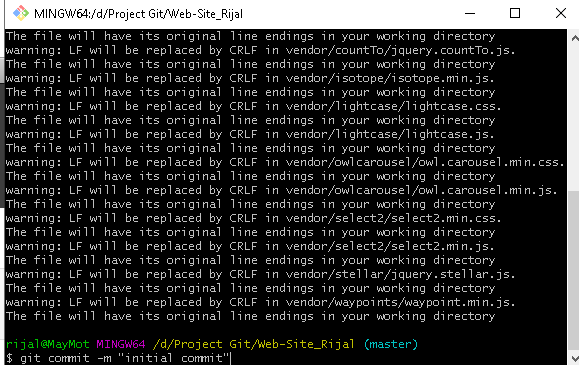 MINGW64:/d/Project Git/Web-Site_Rijal
The file will have its original line endings in your working directory
warning: LF will be replaced by CRLF in vendor/countTo/jquery.countTo.js.
The file will have its original line endings in your working directory
warning: LF will be replaced by CRLF in vendor/isotope/isotope.min.js.
The file will have its original line endings in your working directory
warning: LF will be replaced by CRLF in vendor/lightcase/lightcase.css.
The file will have its original line endings in your working directory
warning: LF will be replaced by CRLF in vendor/lightcase/lightcase.js.
The file will have its original line endings in your working directory
warning: LF will be replaced by CRLF in vendor/owlcarousel/owl.carousel.min.css.
The file will have its original line endings in your working directory
warning: LF will be replaced by CRLF in vendor/owlcarousel/owl.carousel.min.js.
The file will have its original line endings in your working directory
warning: LF will be replaced by CRLF in vendor/select2/select2.min.css.
The file will have its original line endings in your working directory
warning: LF will be replaced by CRLF in vendor/select2/select2.min.js.
The file will have its original line endings in your working directory
warning: LF will be replaced by CRLF in vendor/stellar/jquery.stellar.js.
The file will have its original line endings in your working directory
warning: LF will be replaced by CRLF in vendor/waypoints/waypoint.min.js.
The file will have its original line endings in your working directory
rijal@MayMot MINGW64 /d/Project Git/Web-Site_Rijal (master)
$ git commit -m "initial commit"